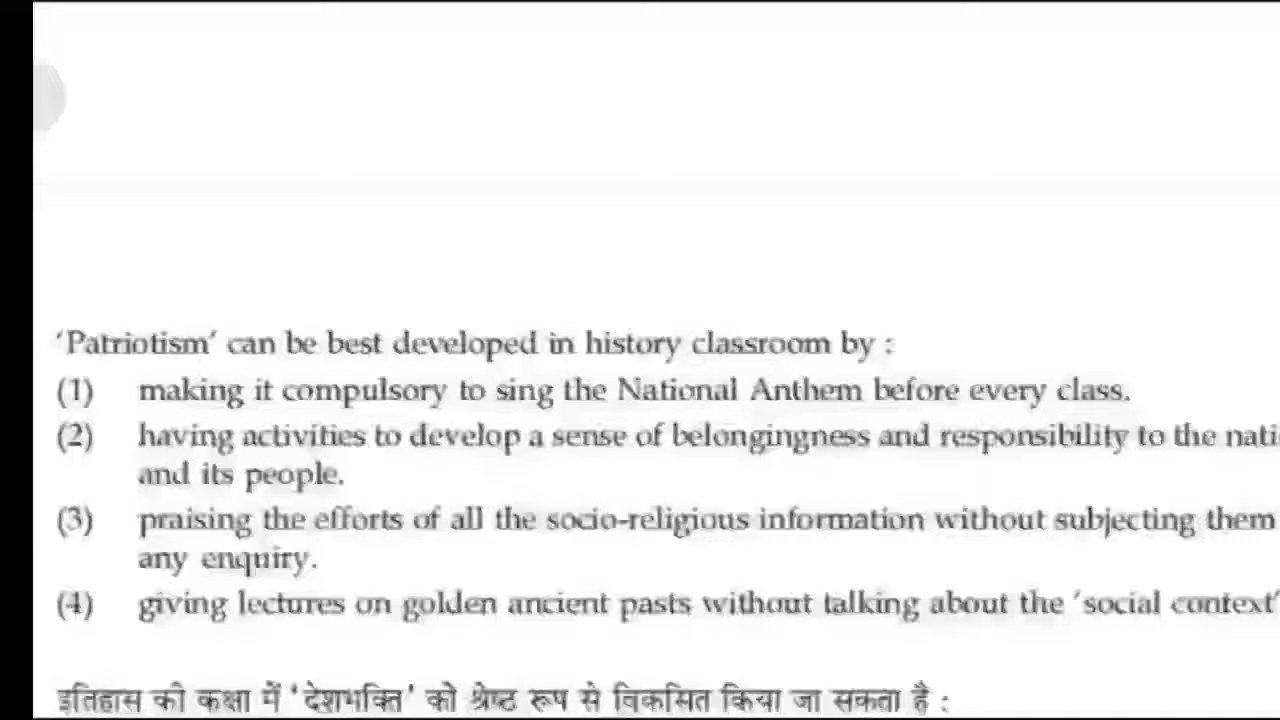 'Patriotism' can be best developed in history classroom by :
(1) making it compulsory to sing the National Anthem before every class.
(2) having activities to develop a sense of belongingness and responsibility to the nati
and its people.
(3) praising the efforts of all the socio-religious information without subjecting them
any enquiry.
(4) giving lectures on golden ancient pasts without talking about the 'social context'
इतिहास की कक्षा में 'देशभक्ति' को श्रेष्ट रूप से विकसित किया जा सकता है :